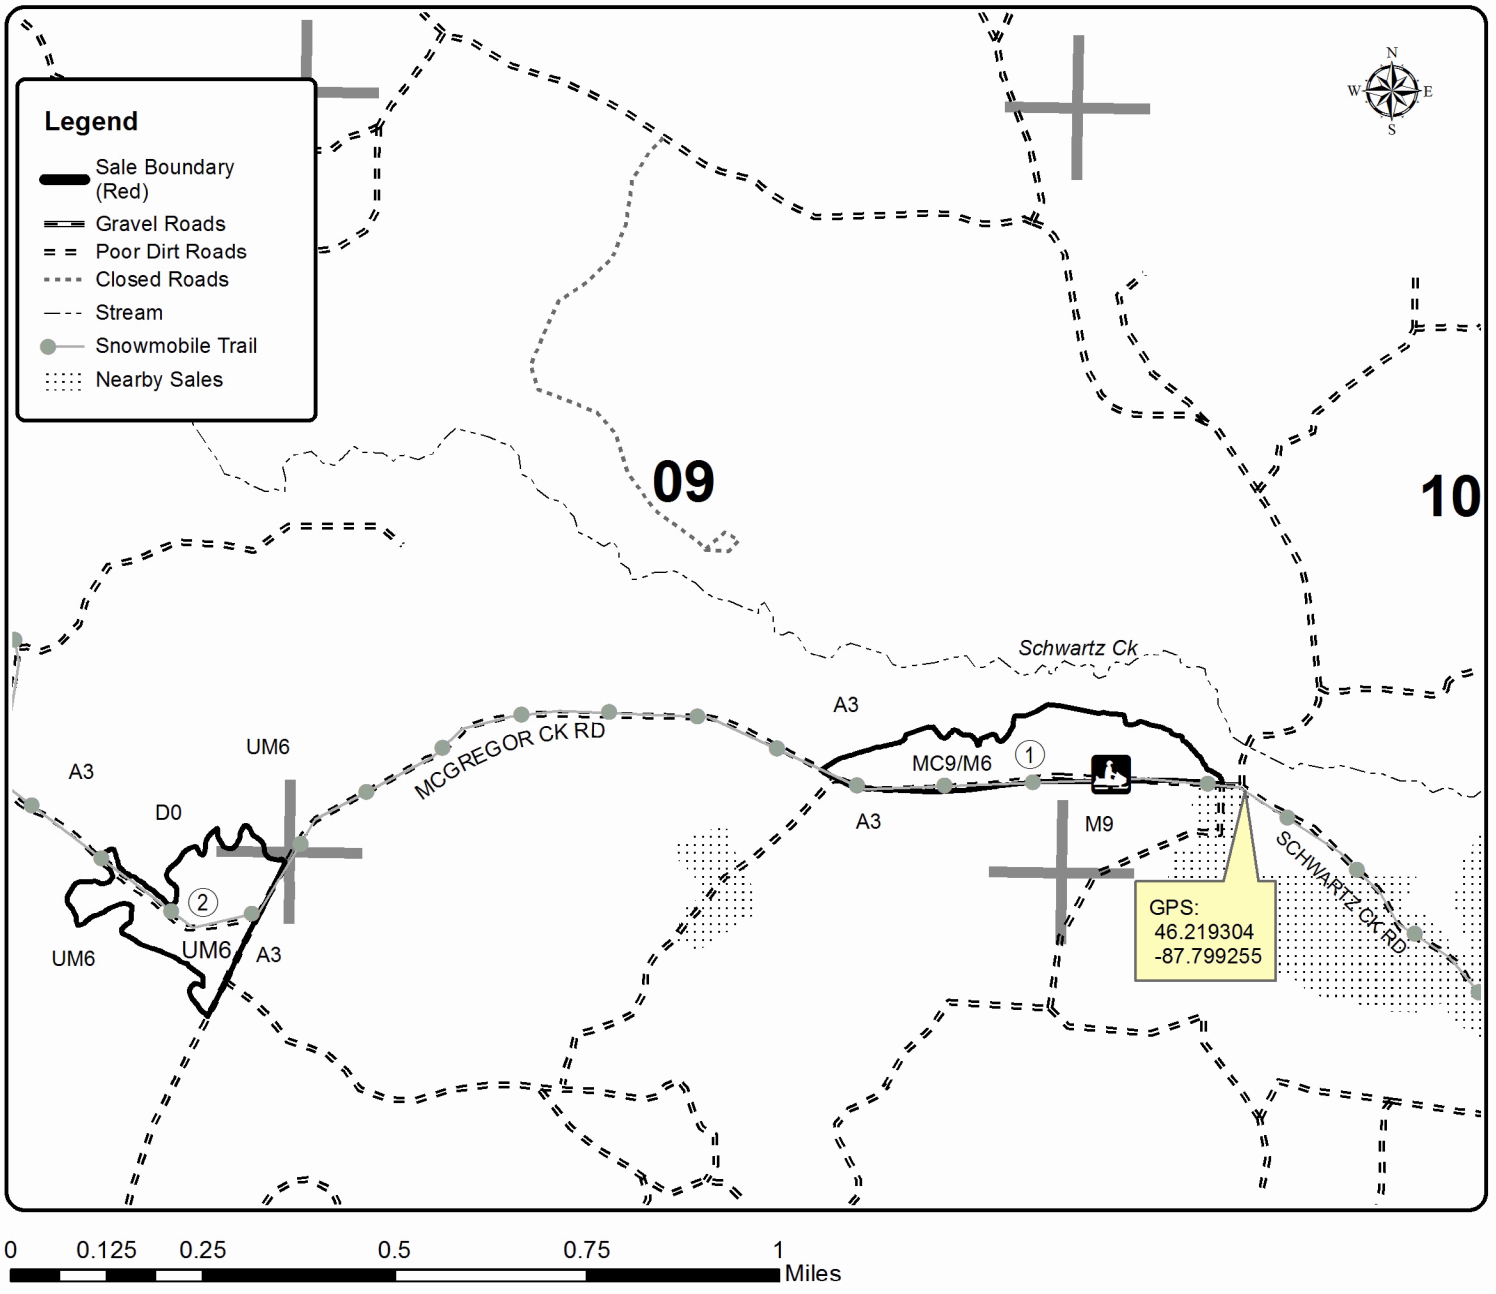 N
W E
S
Legend
Sale Boundary
(Red)
Gravel Roads
Poor Dirt Roads
Closed Roads
Stream
Snowmobile Trail
Nearby Sales
09
10
Schwartz Ck
A3
UM6
MCGREGOR CK RD
MC9/M6
1
A3
D0
A3
M9
SCHWARTZ CK RD
2
UM6
UM6
A3
GPS:
46.219304
-87.799255
0 0.125 0.25 0.5 0.75 1
Miles